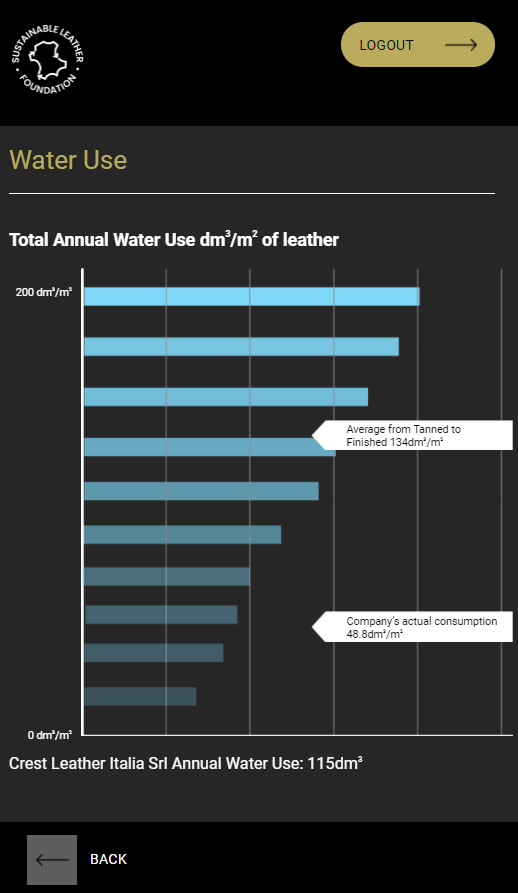 SUSTAINABLE LEATHER
• FOUNDATION •
LOGOUT
Water Use
Total Annual Water Use dm³/m² of leather
200 dm³/m²
Average from Tanned to
Finished 134dm³/m²
Company's actual consumption
48.8dm³/m²
0 dm³/m²
Crest Leather Italia Srl Annual Water Use: 115dm³
BACK